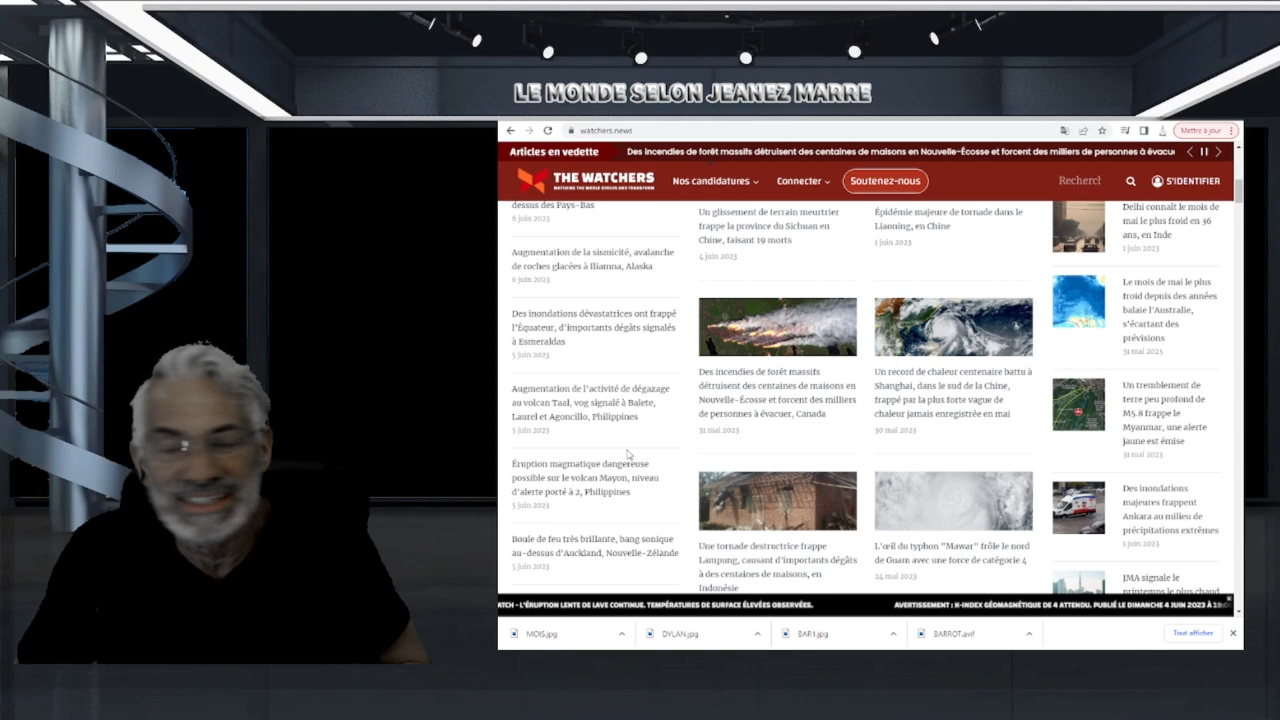 LE MONDE SELON JEANEZ MARRE
watchers.news
Mettre à jour
Articles en vedette
Des incendies de forêt massifs détruisent des centaines de maisons en Nouvelle-Écosse et forcent des milliers de personnes à évacu
THE WATCHERS
WATCHING THE WORLD EVOLVE AND TRANSFORM
Nos candidatures
Connecter
Soutenez-nous
Recherch
S'IDENTIFIER
dessus des Pays-Bas
6 juin 2023
Augmentation de la sismicité, avalanche
de roches glacées à Iliamna, Alaska
6 juin 2023
Des inondations dévastatrices ont frappé
l'Équateur, d'importants dégâts signalés
à Esmeraldas
5 juin 2023
Augmentation de l'activité de dégazage
au volcan Taal, vog signalé à Balete,
Laurel et Agoncillo, Philippines
5 juin 2023
Éruption magmatique dangereuse
possible sur le volcan Mayon, niveau
d'alerte porté à 2, Philippines
5 juin 2023
Boule de feu très brillante, bang sonique
au-dessus d'Auckland, Nouvelle-Zélande
5 juin 2023
Un glissement de terrain meurtrier
frappe la province du Sichuan en
Chine, faisant 19 morts
4 juin 2023
Des incendies de forêt massifs
détruisent des centaines de maisons en
Nouvelle-Écosse et forcent des milliers
de personnes à évacuer, Canada
31 mai 2023
Une tornade destructrice frappe
Lampung, causant d'importants dégâts
à des centaines de maisons, en
Indonésie
Épidémie majeure de tornade dans le
Liaoning, en Chine
1 juin 2023
Un record de chaleur centenaire battu à
Shanghai, dans le sud de la Chine,
frappé par la plus forte vague de
chaleur jamais enregistrée en mai
30 mai 2023
L'œil du typhon "Mawar" frôle le nord
de Guam avec une force de catégorie 4
24 mai 2023
Delhi connaît le mois de
mai le plus froid en 36
ans, en Inde
1 juin 2023
Le mois de mai le plus
froid depuis des années
balaie l'Australie,
s'écartant des
prévisions
31 mai 2023
Un tremblement de
terre peu profond de
M5.8 frappe le
Myanmar, une alerte
jaune est émise
31 mai 2023
Des inondations
majeures frappent
Ankara au milieu de
précipitations extrêmes
1 juin 2023
JMA signale le
printemps le plus chaud
ATCH - L'ÉRUPTION LENTE DE LAVE CONTINUE. TEMPÉRATURES DE SURFACE ÉLEVÉES OBSERVÉES.
AVERTISSEMENT : K-INDEX GÉOMAGNÉTIQUE DE 4 ATTENDU. PUBLIÉ LE DIMANCHE 4 JUIN 2023 À
MOIS.jpg
DYLAN.jpg
BAR1.jpg
BARROT.avif
Tout afficher